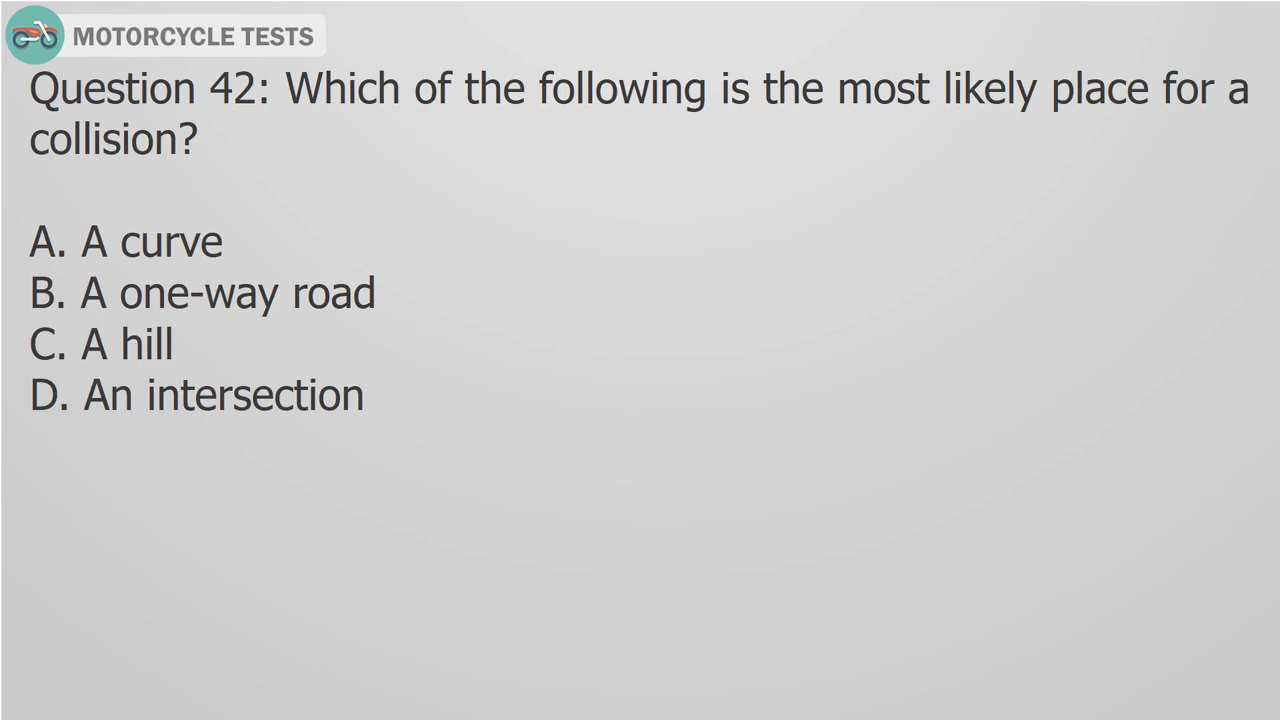 MOTORCYCLE TESTS
Question 42: Which of the following is the most likely place for a
collision?
A. A curve
B. A one-way road
C. A hill
D. An intersection